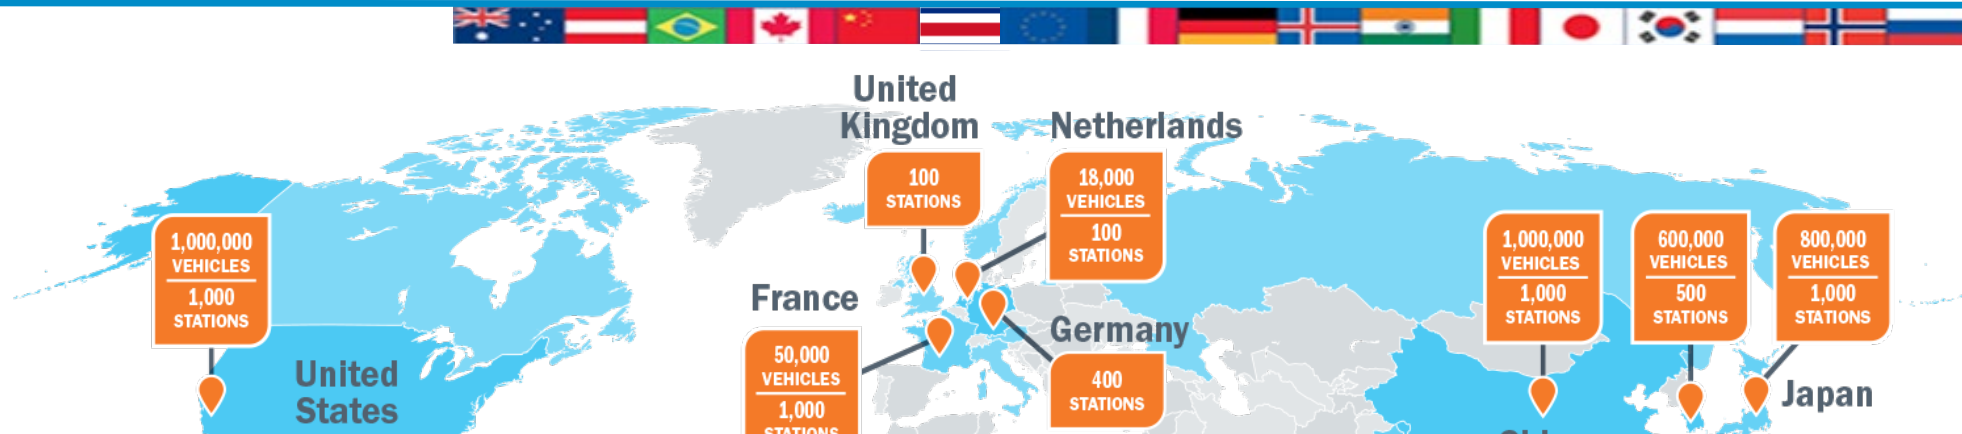 United
Kingdom
100
STATIONS
Netherlands
18,000
VEHICLES
100
STATIONS
1,000,000
VEHICLES
1,000
STATIONS
United
States
France
50,000
VEHICLES
1,000
STATIONS
Germany
400
STATIONS
1,000,000
VEHICLES
1,000
STATIONS
600,000
VEHICLES
500
STATIONS
800,000
VEHICLES
1,000
STATIONS
Japan